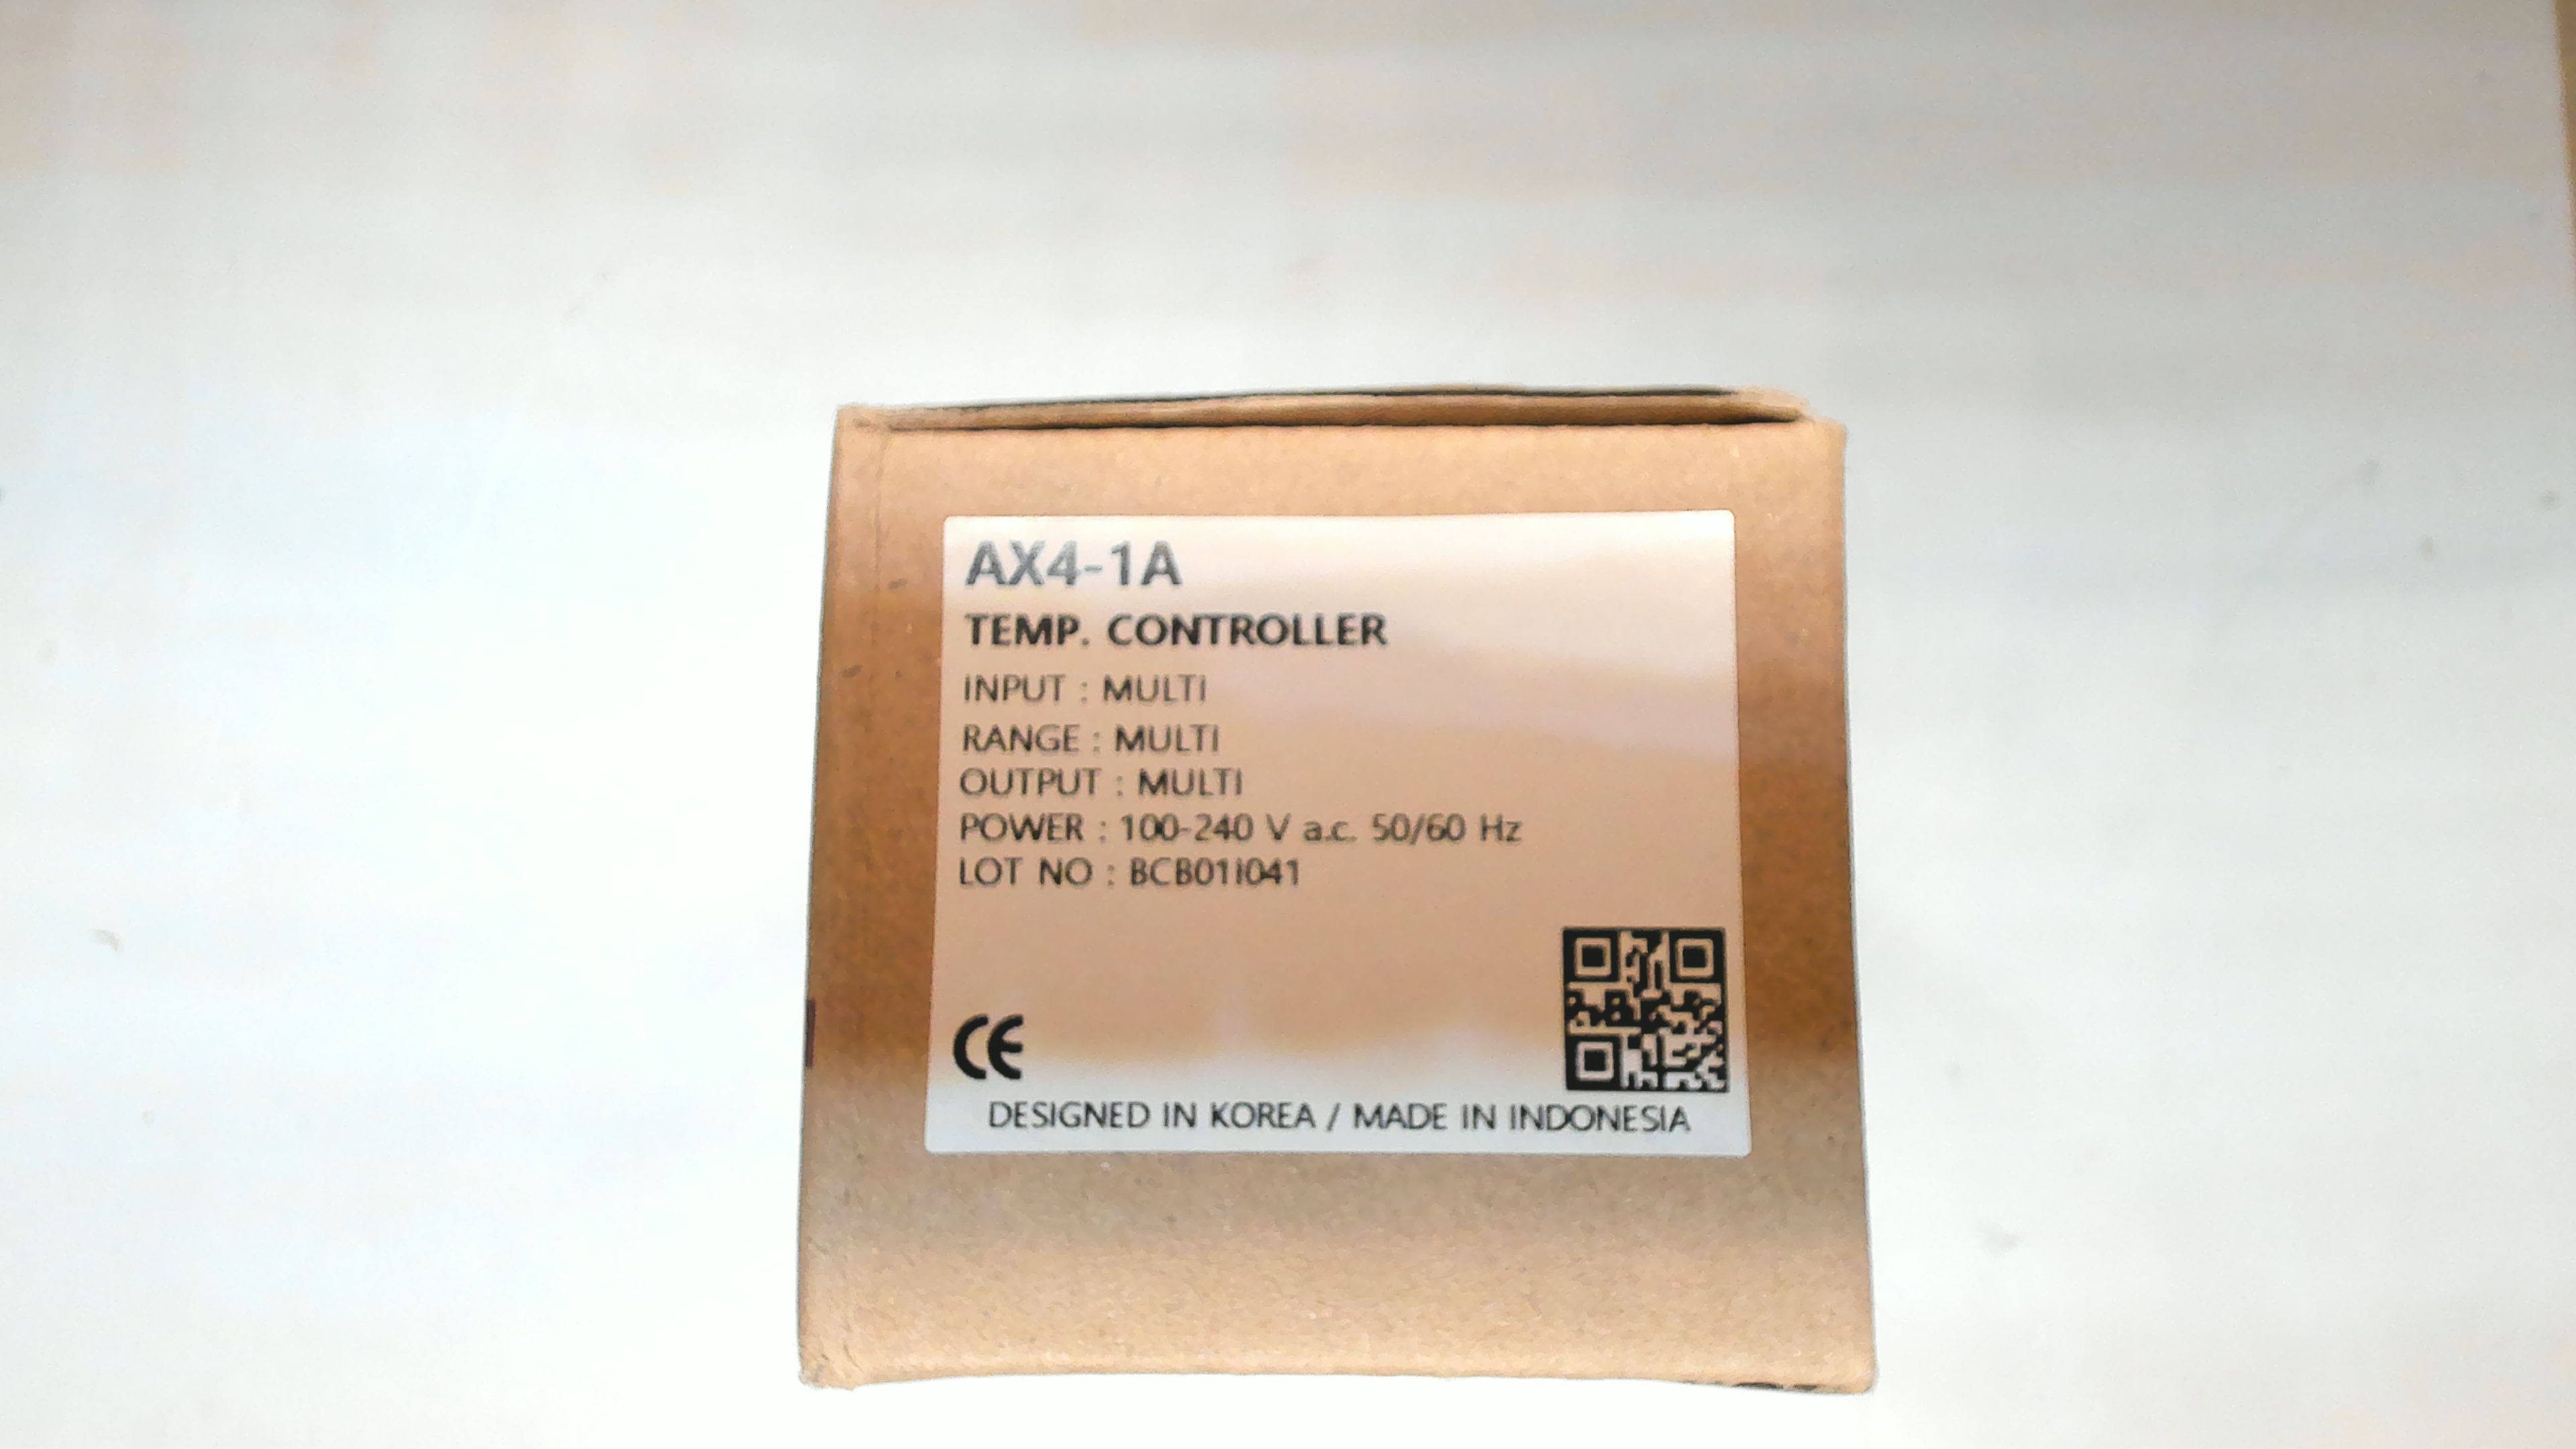 AX4-1A
TEMP. CONTROLLER
INPUT : MULTI
RANGE : MULTI
OUTPUT : MULTI
POWER : 100-240 V a.c. 50/60 Hz
LOT NO : BCB01I041
CE
DESIGNED IN KOREA / MADE IN INDONESIA